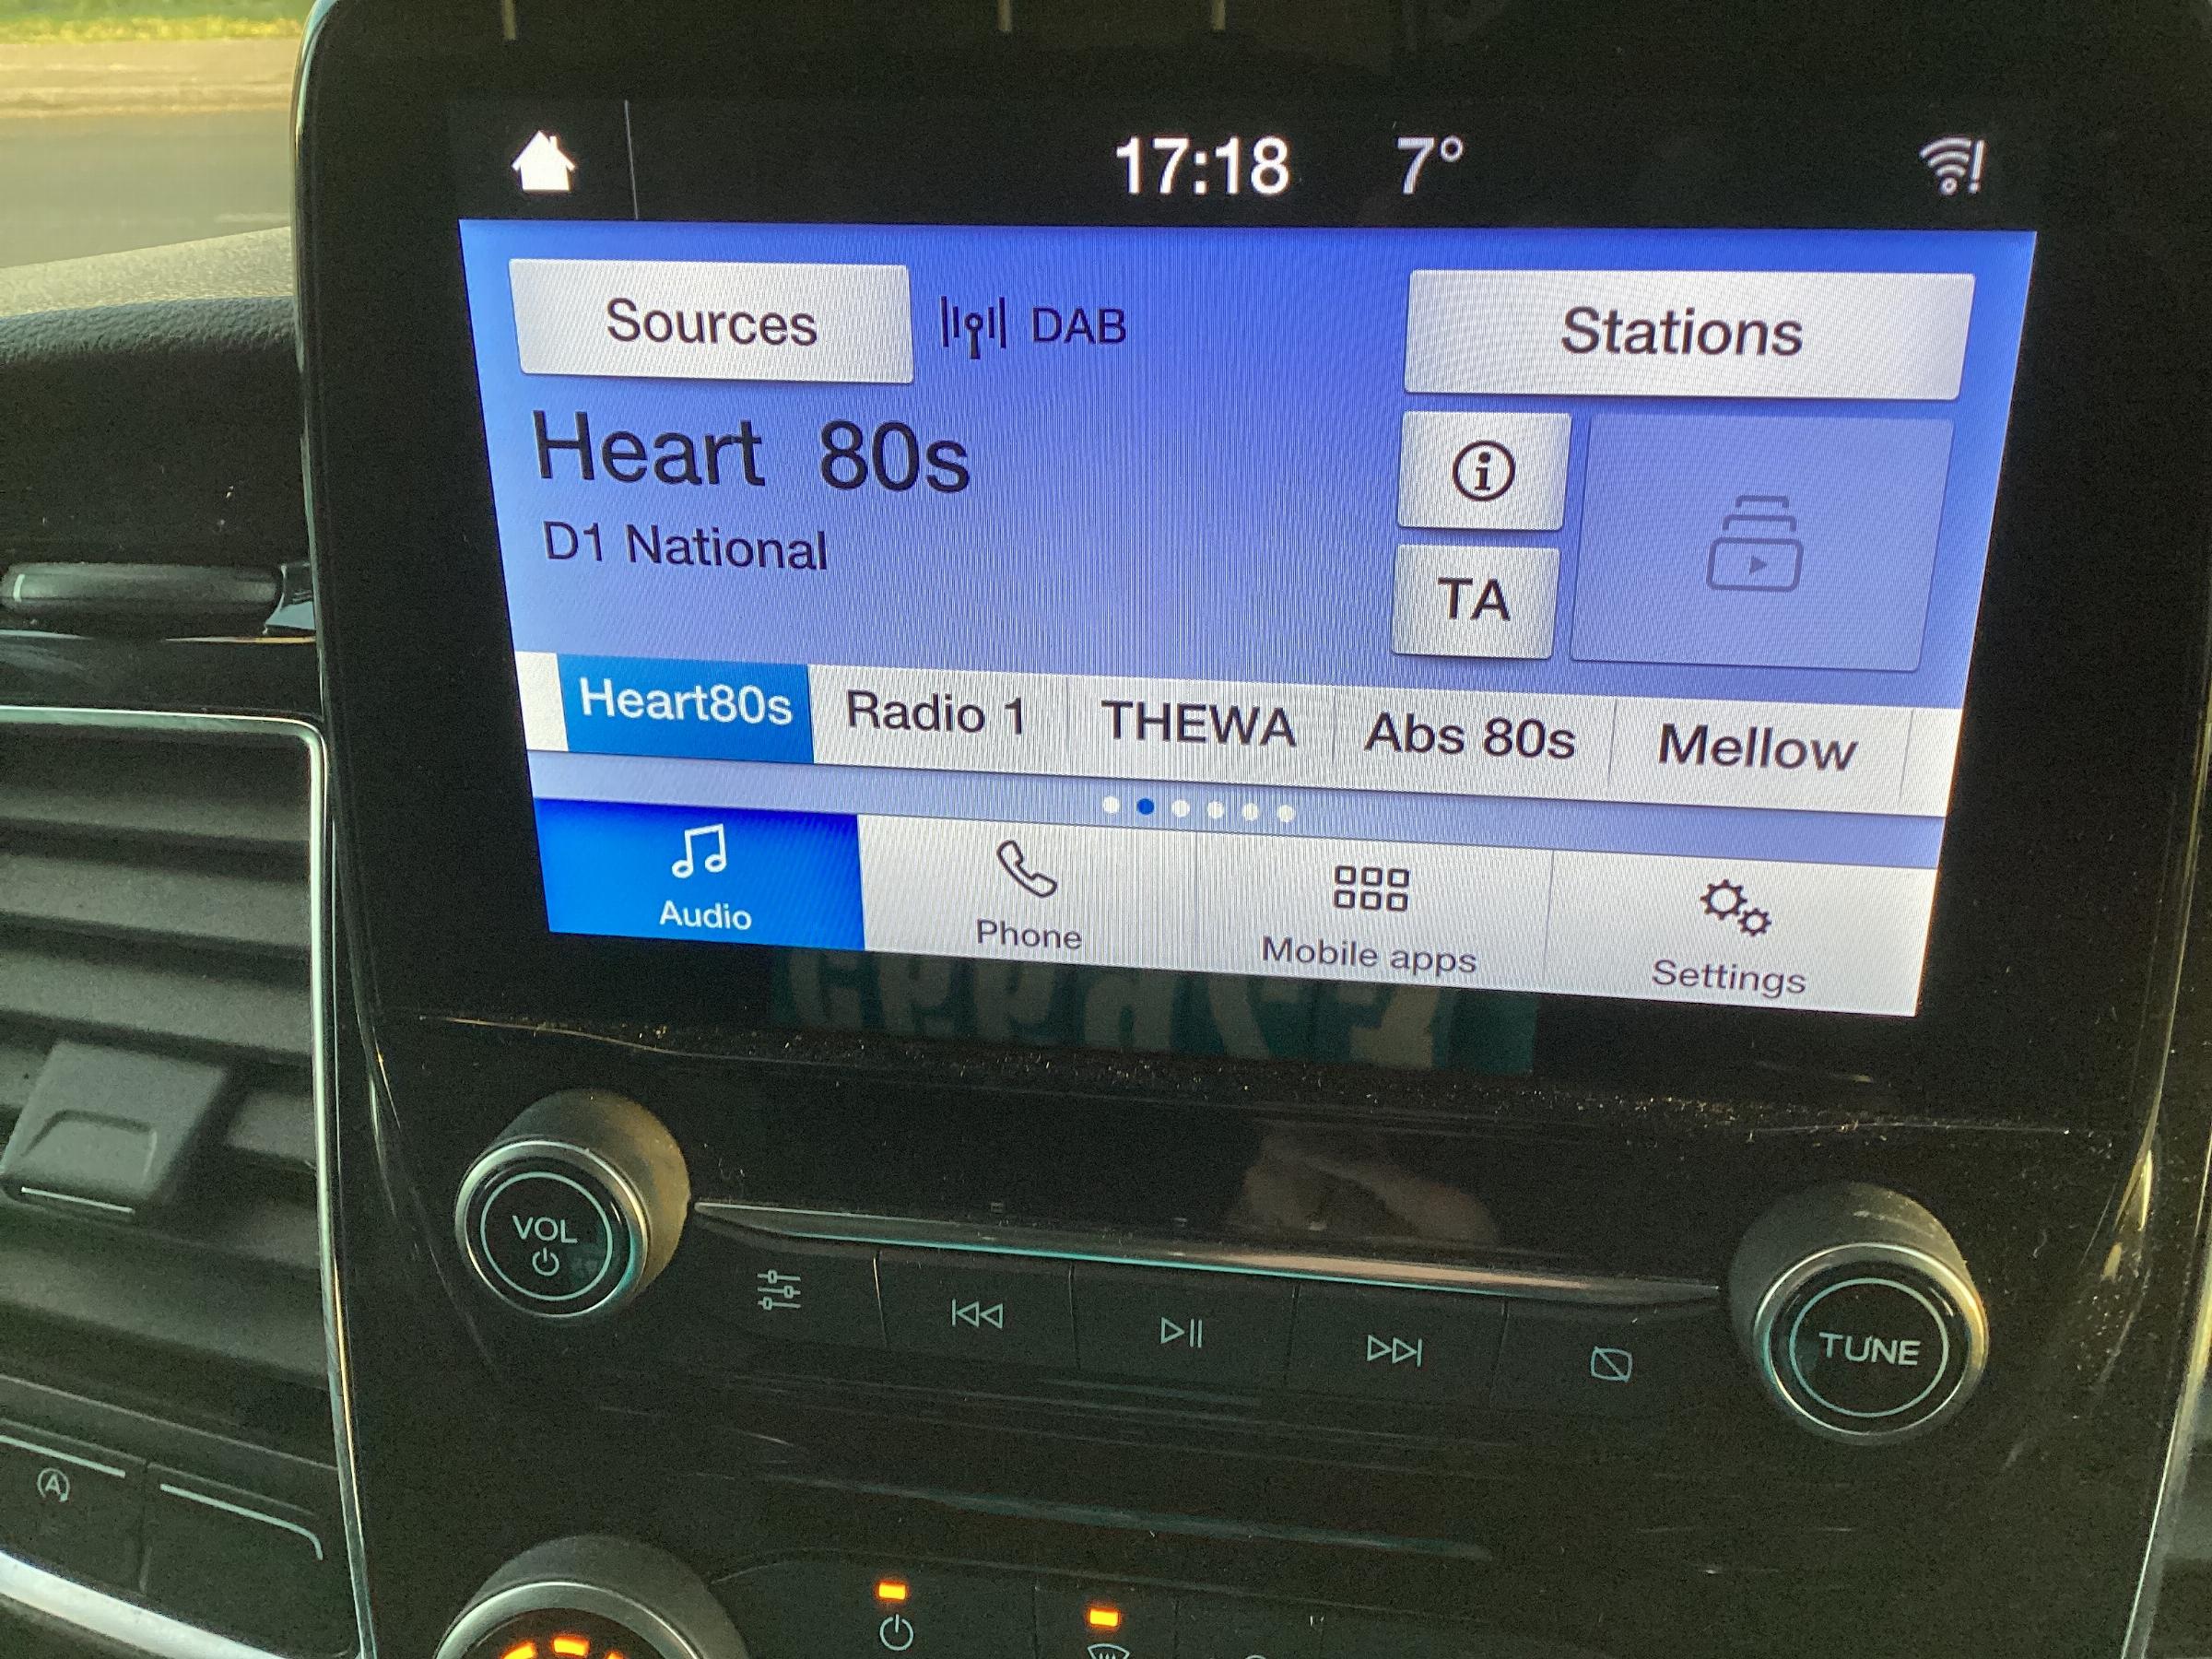 17:18 7°
Sources DAB Stations
Heart 80s
D1 National
TA
Heart80s Radio 1 THEWA Abs 80s Mellow
Audio Phone Mobile apps Settings
VOL
TUNE
A